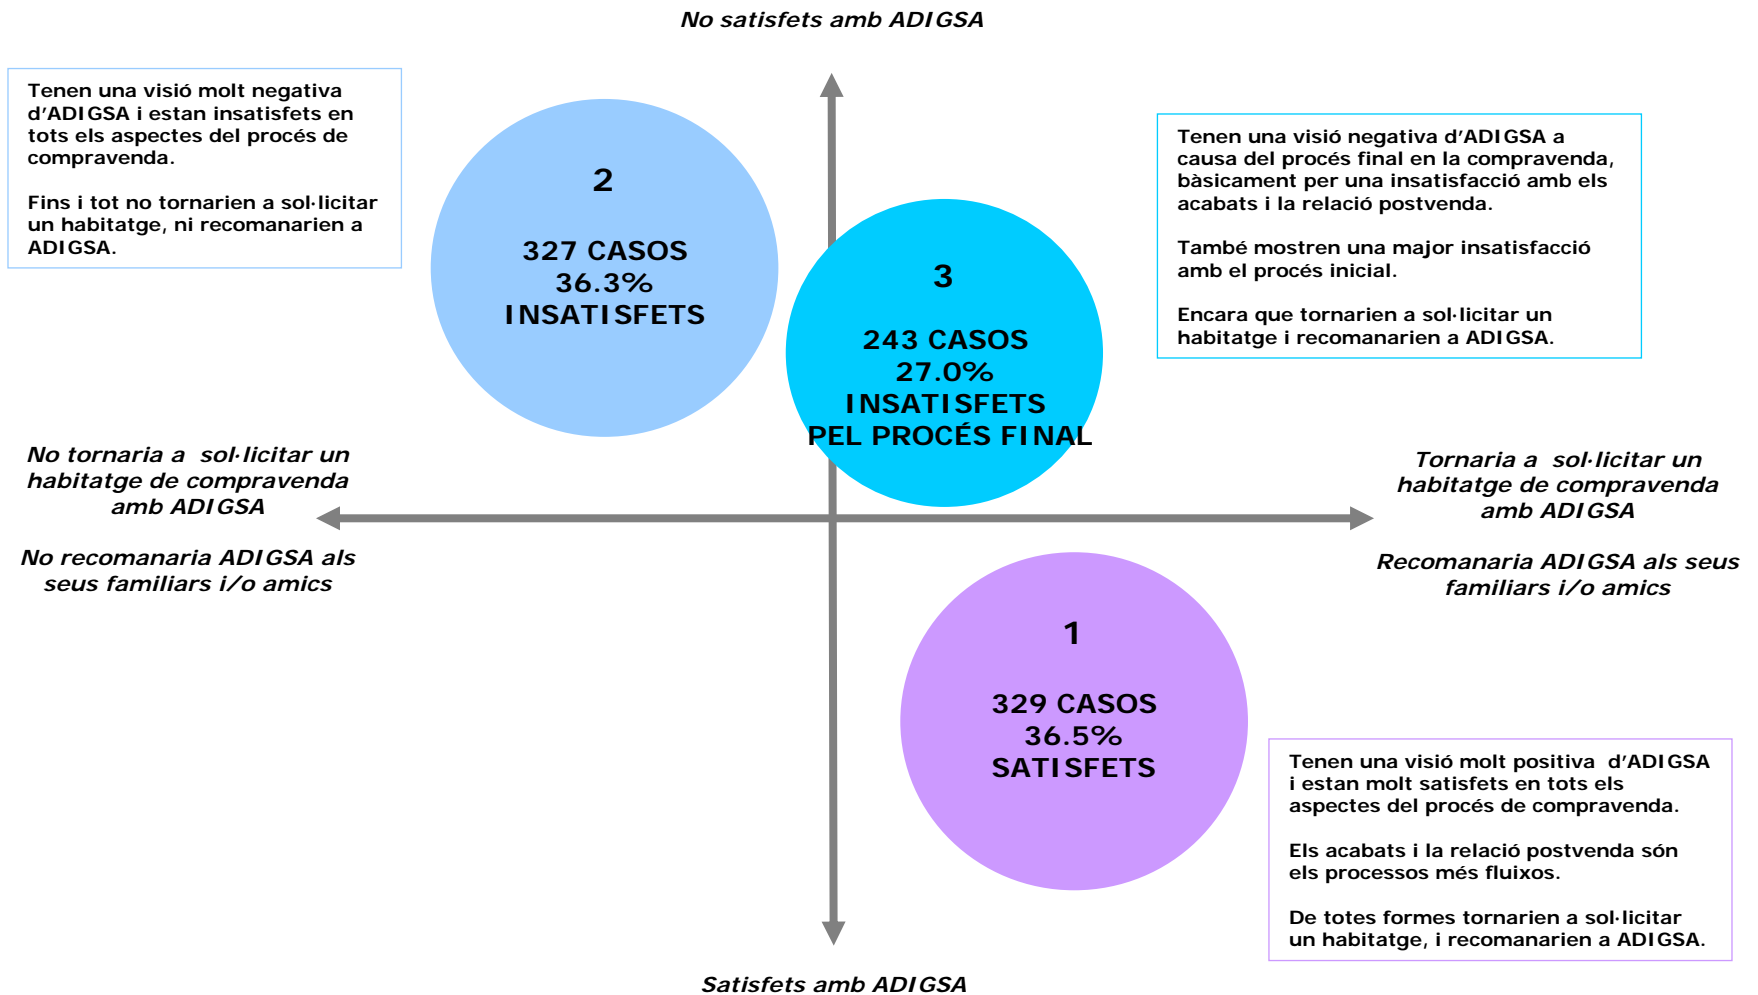 No satisfets amb ADIGSA
Tenen una visió molt negativa
d'ADIGSA i estan insatisfets en
tots els aspectes del procés de
compravenda.
Fins i tot no tornarien a sol·licitar
un habitatge, ni recomanarien a
ADIGSA.
2
327 CASOS
36.3%
INSATISFETS
3
243 CASOS
27.0%
INSATISFETS
PEL PROCÉS FINAL
Tenen una visió negativa d'ADIGSA a
causa del procés final en la compravenda,
bàsicament per una insatisfacció amb els
acabats i la relació postvenda.
També mostren una major insatisfacció
amb el procés inicial.
Encara que tornarien a sol·licitar un
habitatge i recomanarien a ADIGSA.
No tornaria a  sol·licitar un
habitatge de compravenda
amb ADIGSA
No recomanaria ADIGSA als
seus familiars i/o amics
Tornaria a  sol·licitar un
habitatge de compravenda
amb ADIGSA
Recomanaria ADIGSA als seus
familiars i/o amics
1
329 CASOS
36.5%
SATISFETS
Tenen una visió molt positiva  d'ADIGSA
i estan molt satisfets en tots els
aspectes del procés de compravenda.
Els acabats i la relació postvenda són
els processos més fluixos.
De totes formes tornarien a sol·licitar
un habitatge, i recomanarien a ADIGSA.
Satisfets amb ADIGSA